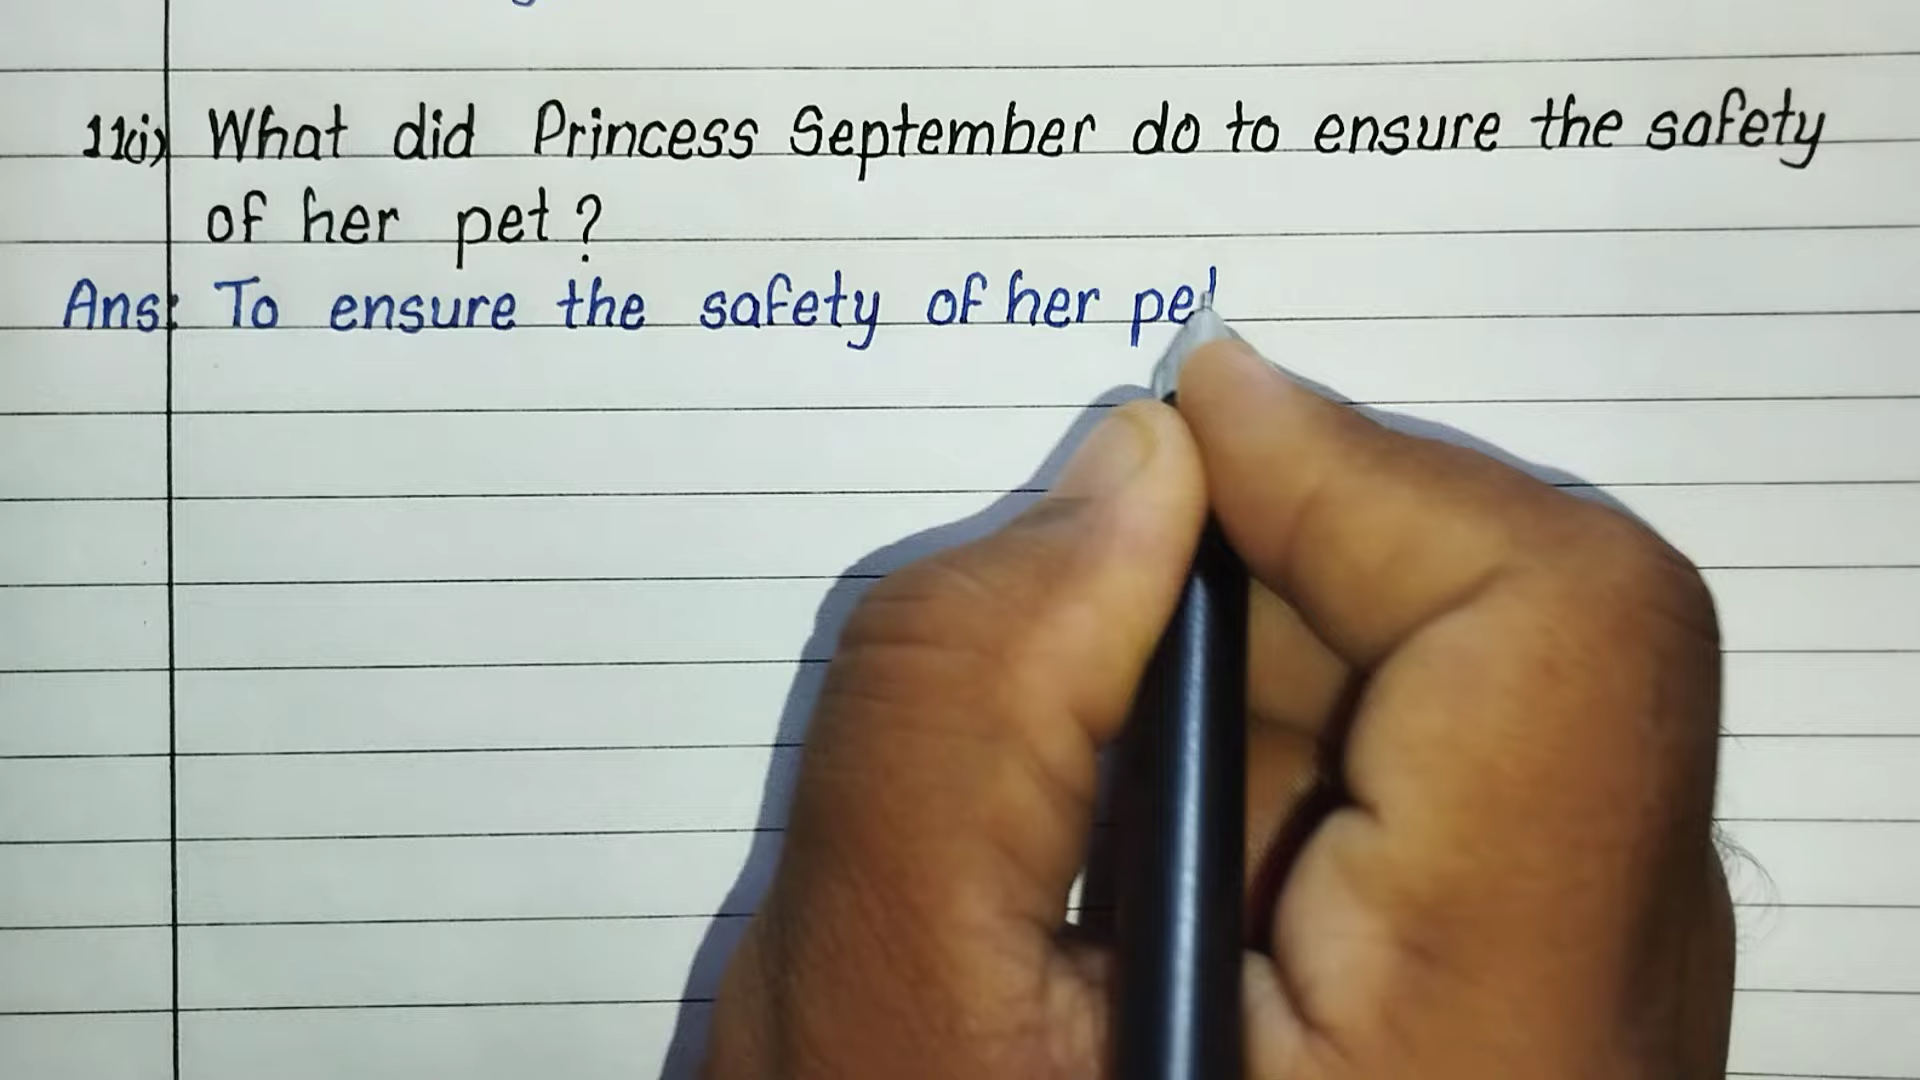 11(i) What did Princess September do to ensure the safety
of her pet?
Ans: To ensure the safety of her pet